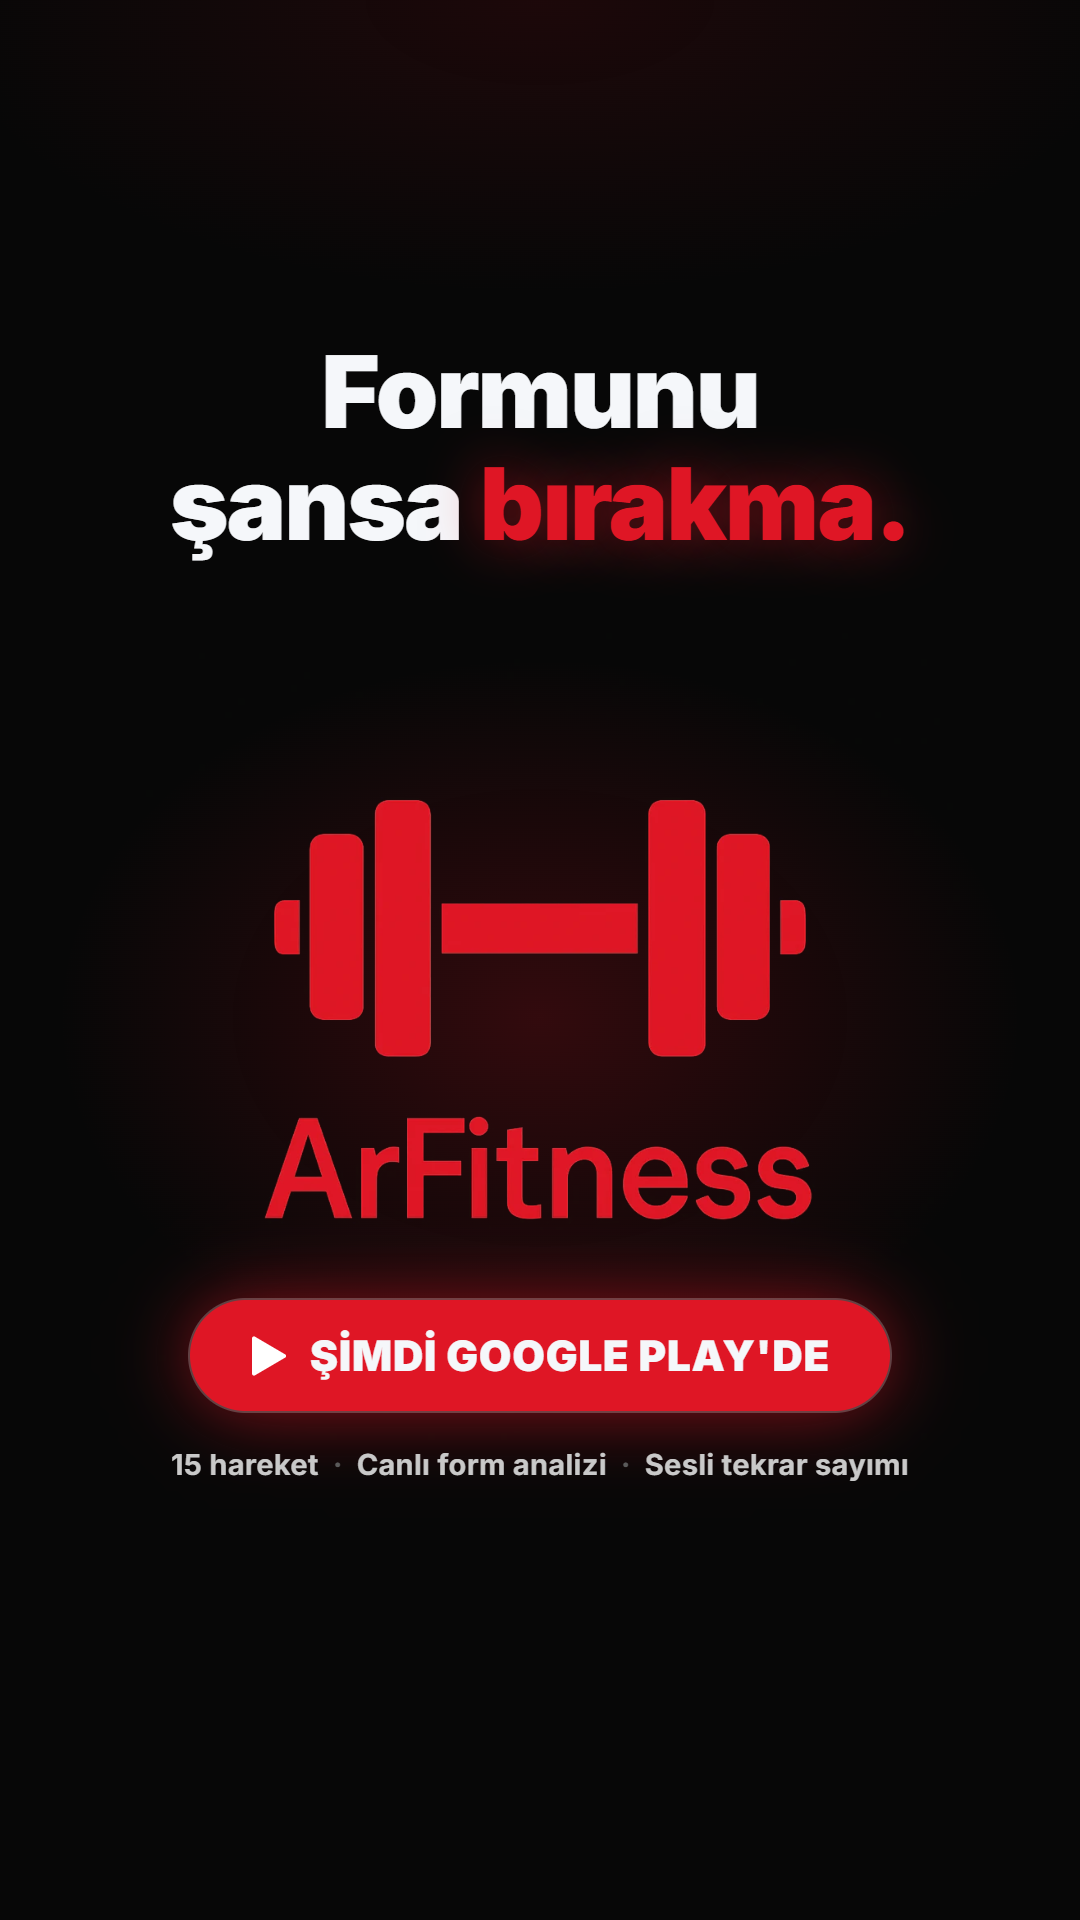 Formunu
şansa bırakma.
ArFitness
ŞİMDİ GOOGLE PLAY'DE
15 hareket · Canlı form analizi · Sesli tekrar sayımı